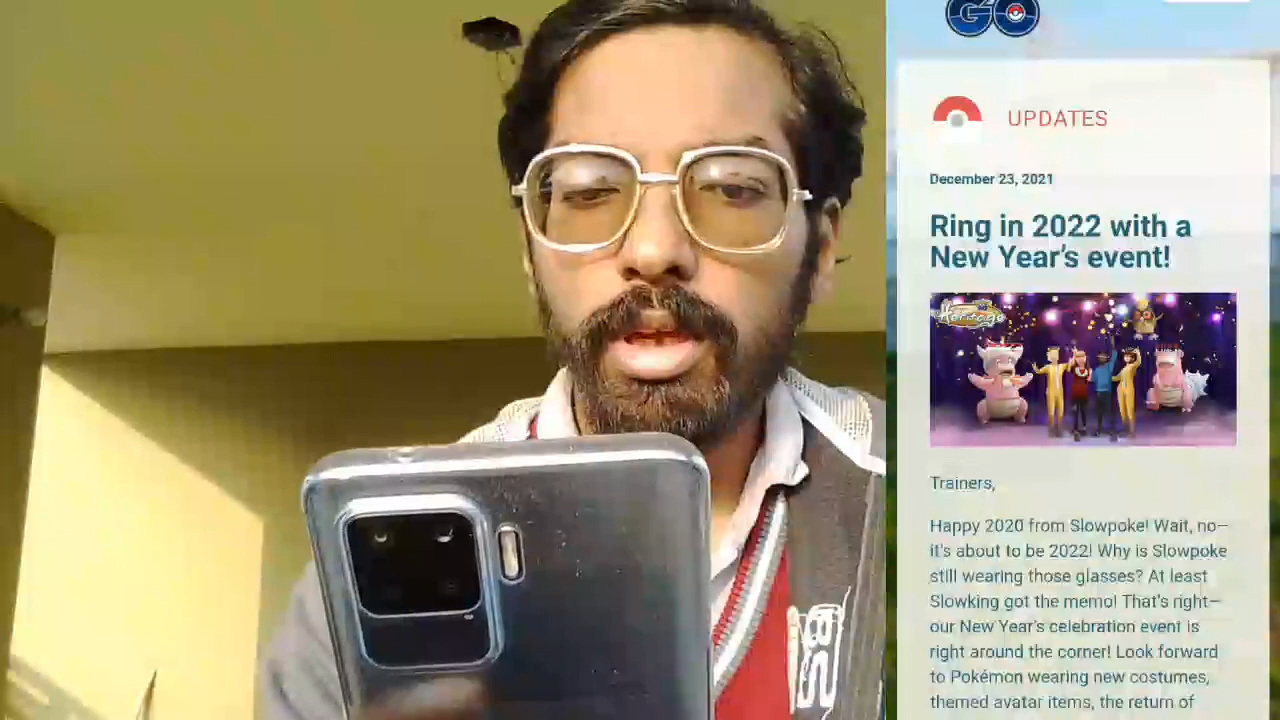 GO
UPDATES
December 23, 2021
Ring in 2022 with a
New Year's event!
Heritage
Trainers,
Happy 2020 from Slowpoke! Wait, no—
it's about to be 2022! Why is Slowpoke
still wearing those glasses? At least
Slowking got the memo! That's right—
our New Year's celebration event is
right around the corner! Look forward
to Pokémon wearing new costumes,
themed avatar items, the return of